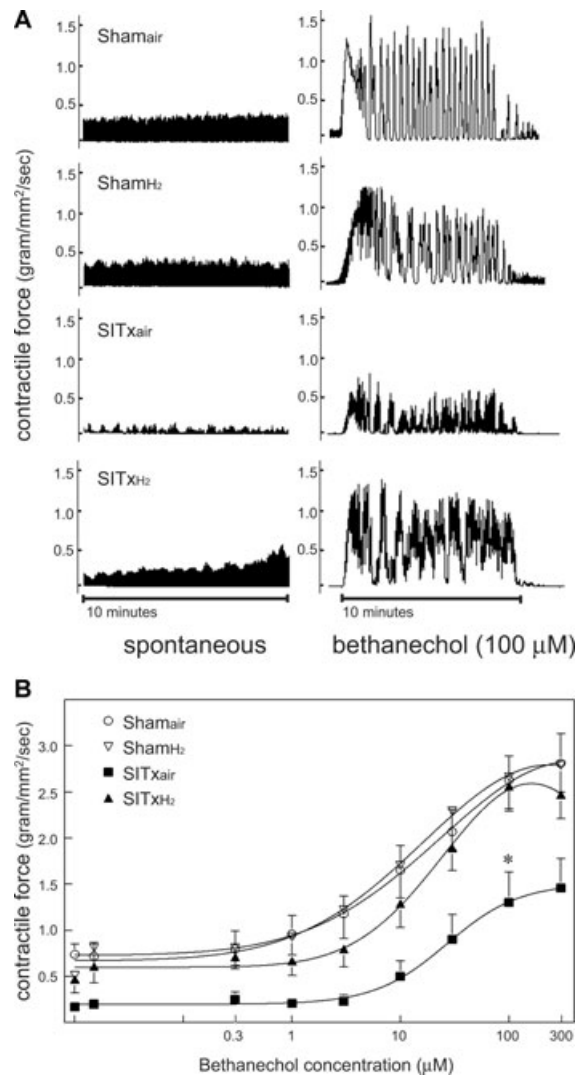 A
contractile force (gram/mm²/sec)
Shamair
1.5
1.0
0.5
1.5
1.0
0.5
ShamH₂
1.5
1.0
0.5
1.5
1.0
0.5
SITxair
1.5
1.0
0.5
1.5
1.0
0.5
SITxH₂
1.5
1.0
0.5
1.5
1.0
0.5
10 minutes
10 minutes
spontaneous
bethanechol (100 µM)
B
contractile force (gram/mm²/sec)
Shamair
ShamH₂
SITxair
SITxH₂
3.0
2.5
2.0
1.5
1.0
0.5
*
0.3 1 10 100 300
Bethanechol concentration (µM)